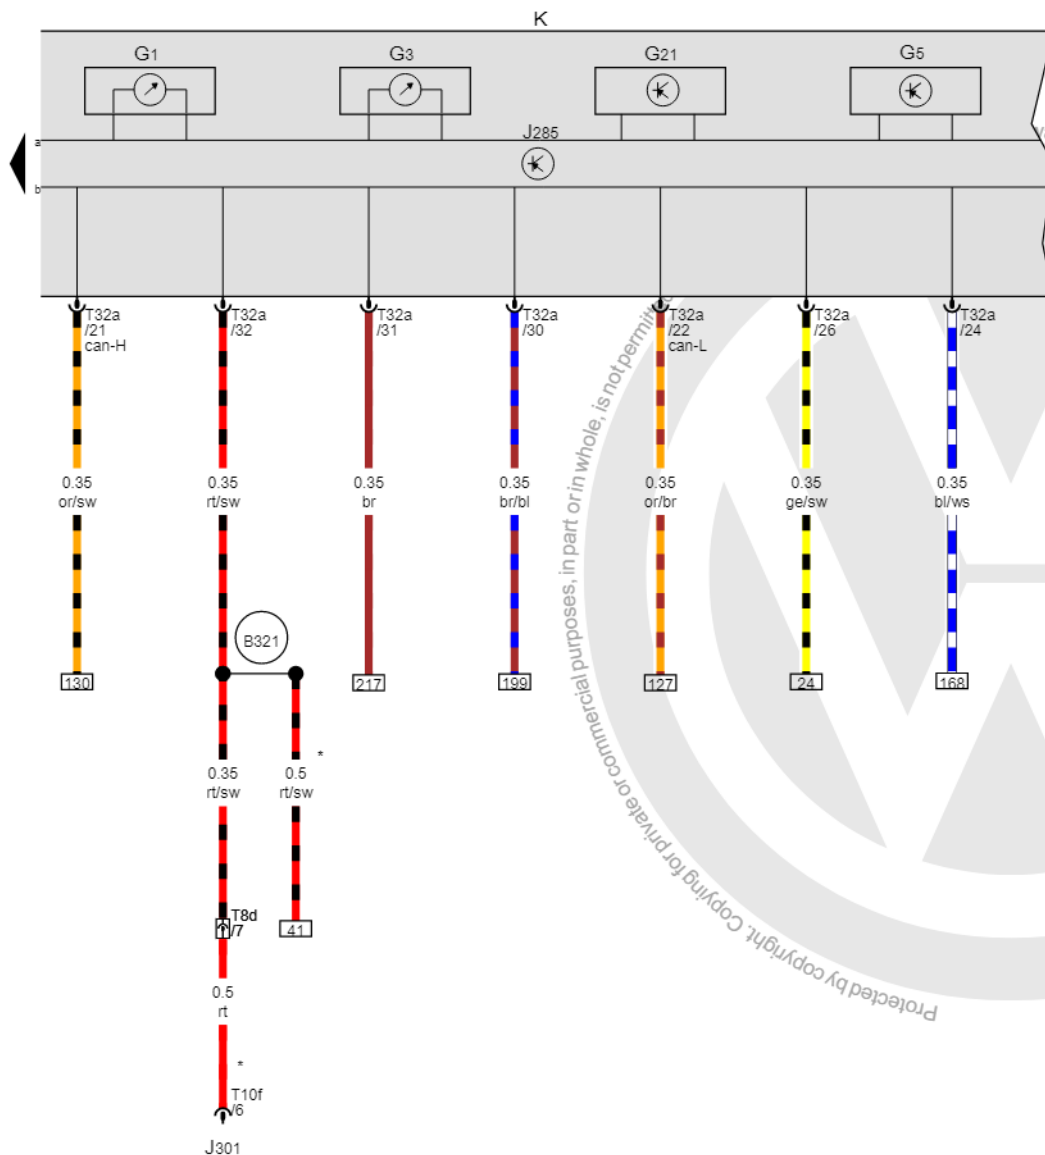 K
G1
G3
G21
G5
a
J285
b
T32a
/21
can-H
T32a
/32
T32a
/31
T32a
/30
T32a
/22
can-L
T32a
/26
T32a
/24
0.35
or/sw
0.35
rt/sw
0.35
br
0.35
br/bl
0.35
or/br
0.35
ge/sw
0.35
bl/ws
B321
130
217
199
127
24
168
*
0.35
rt/sw
0.5
rt/sw
T8d
/7
41
0.5
rt
*
T10f
/6
J301
Protected by copyright. Copying for private or commercial purposes, in part or in whole, is not